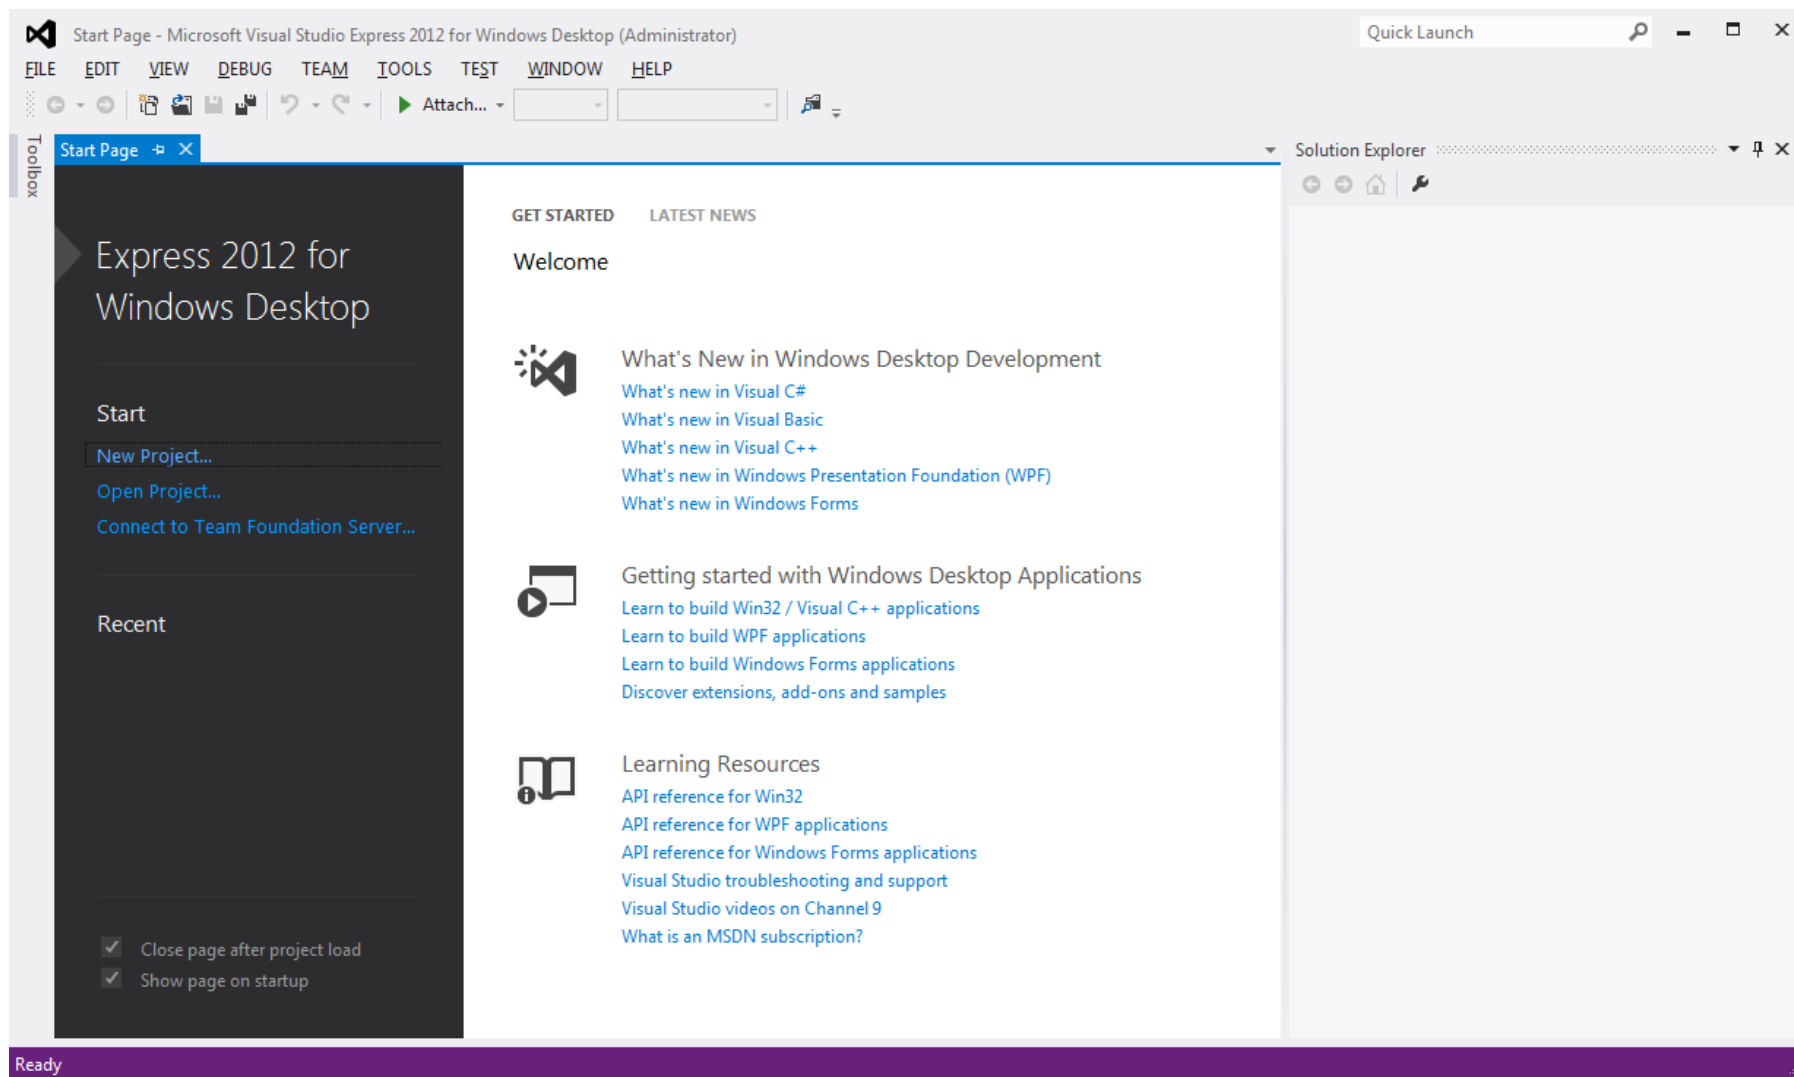 Start Page - Microsoft Visual Studio Express 2012 for Windows Desktop (Administrator)
Quick Launch
FILE EDIT VIEW DEBUG TEAM TOOLS TEST WINDOW HELP
Attach...
Toolbox
Start Page
Solution Explorer
Express 2012 for
Windows Desktop
Start
New Project...
Open Project...
Connect to Team Foundation Server...
Recent
Close page after project load
Show page on startup
GET STARTED LATEST NEWS
Welcome
What's New in Windows Desktop Development
What's new in Visual C#
What's new in Visual Basic
What's new in Visual C++
What's new in Windows Presentation Foundation (WPF)
What's new in Windows Forms
Getting started with Windows Desktop Applications
Learn to build Win32 / Visual C++ applications
Learn to build WPF applications
Learn to build Windows Forms applications
Discover extensions, add-ons and samples
Learning Resources
API reference for Win32
API reference for WPF applications
API reference for Windows Forms applications
Visual Studio troubleshooting and support
Visual Studio videos on Channel 9
What is an MSDN subscription?
Ready